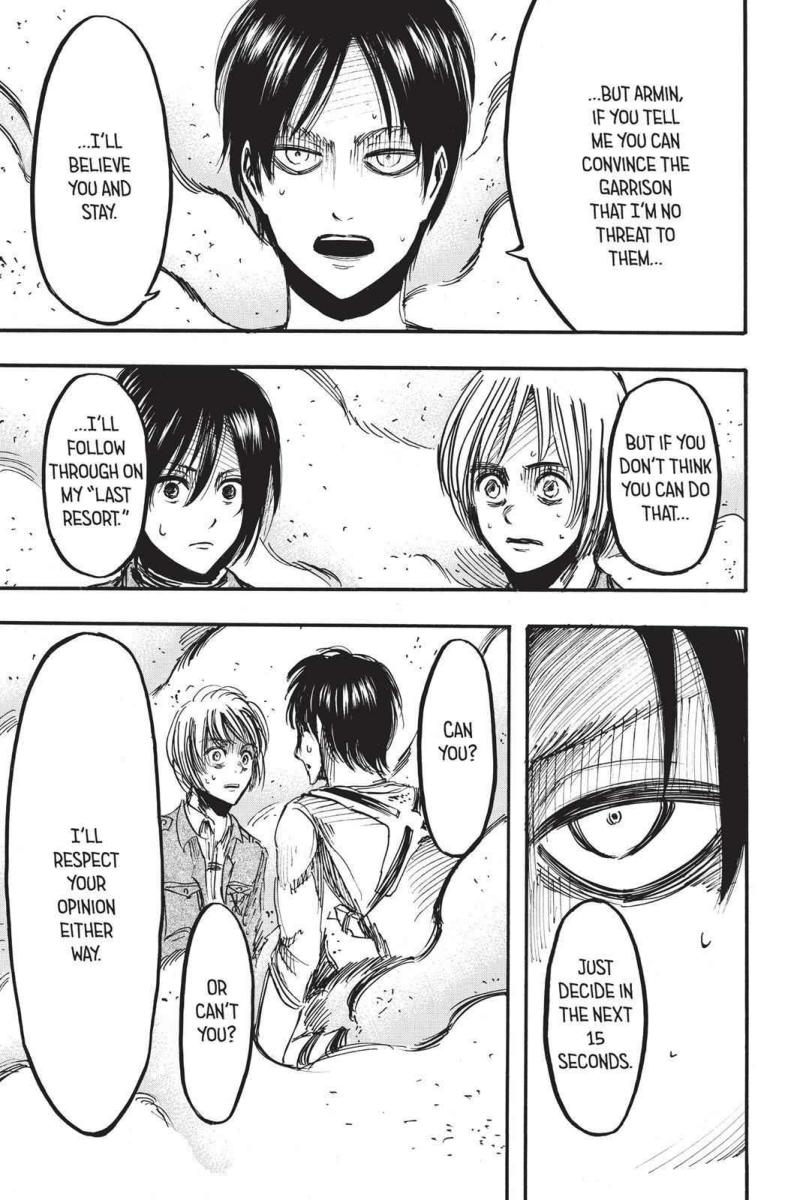 ...BUT ARMIN,
IF YOU TELL
ME YOU CAN
CONVINCE THE
GARRISON
THAT I'M NO
THREAT TO
THEM...
...I'LL
BELIEVE
YOU AND
STAY.
BUT IF YOU
DON'T THINK
YOU CAN DO
THAT...
...I'LL
FOLLOW
THROUGH ON
MY "LAST
RESORT."
JUST
DECIDE IN
THE NEXT
15
SECONDS.
CAN
YOU?
OR
CAN'T
YOU?
I'LL
RESPECT
YOUR
OPINION
EITHER
WAY.